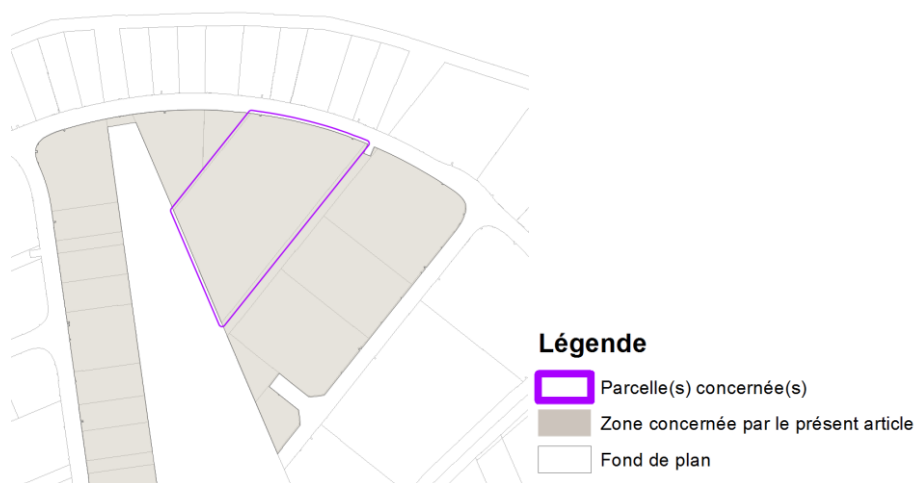 Légende
Parcelle(s) concernée(s)
Zone concernée par le présent article
Fond de plan